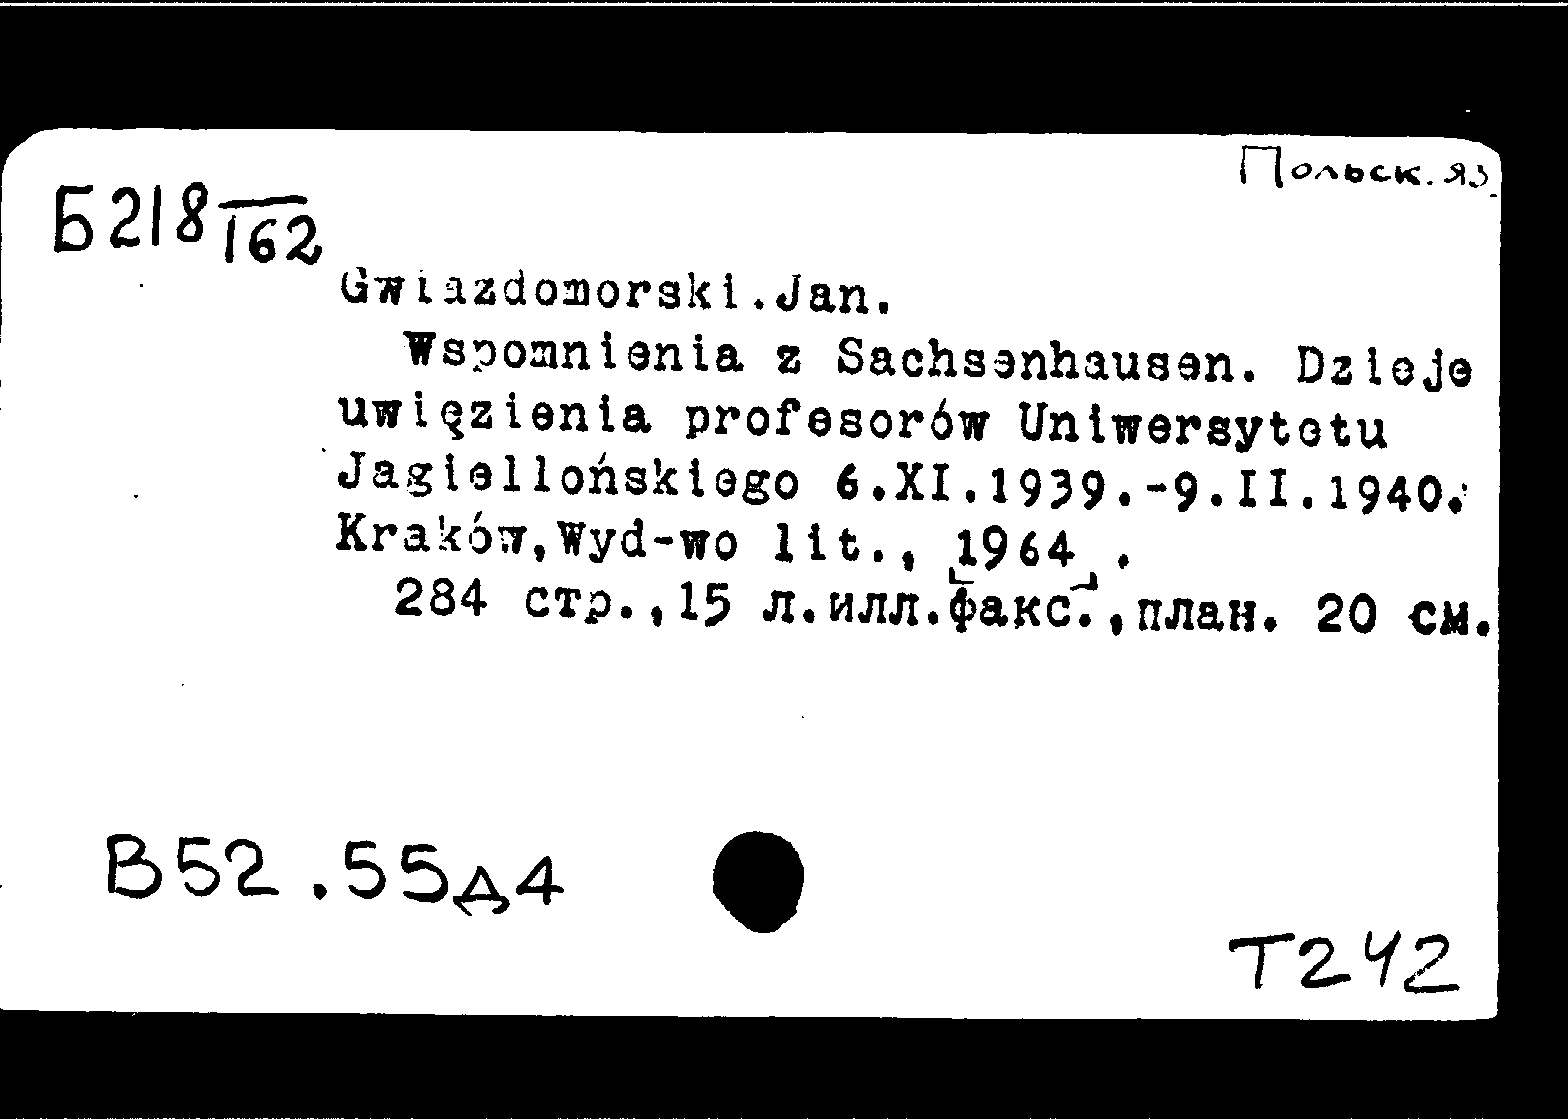 Польск. яз.
Б218/162
Gwiazdomorski.Jan.
Wspomnienia z Sachsenhausen. Dzieje
uwięzienia profesorów Uniwersytetu
Jagiellońskiego 6.XI.1939.-9.II.1940.
Kraków,Wyd-wo lit., [1964].
284 стр.,15 л.илл.факс.,план. 20 см.
В52.55д4
Т242